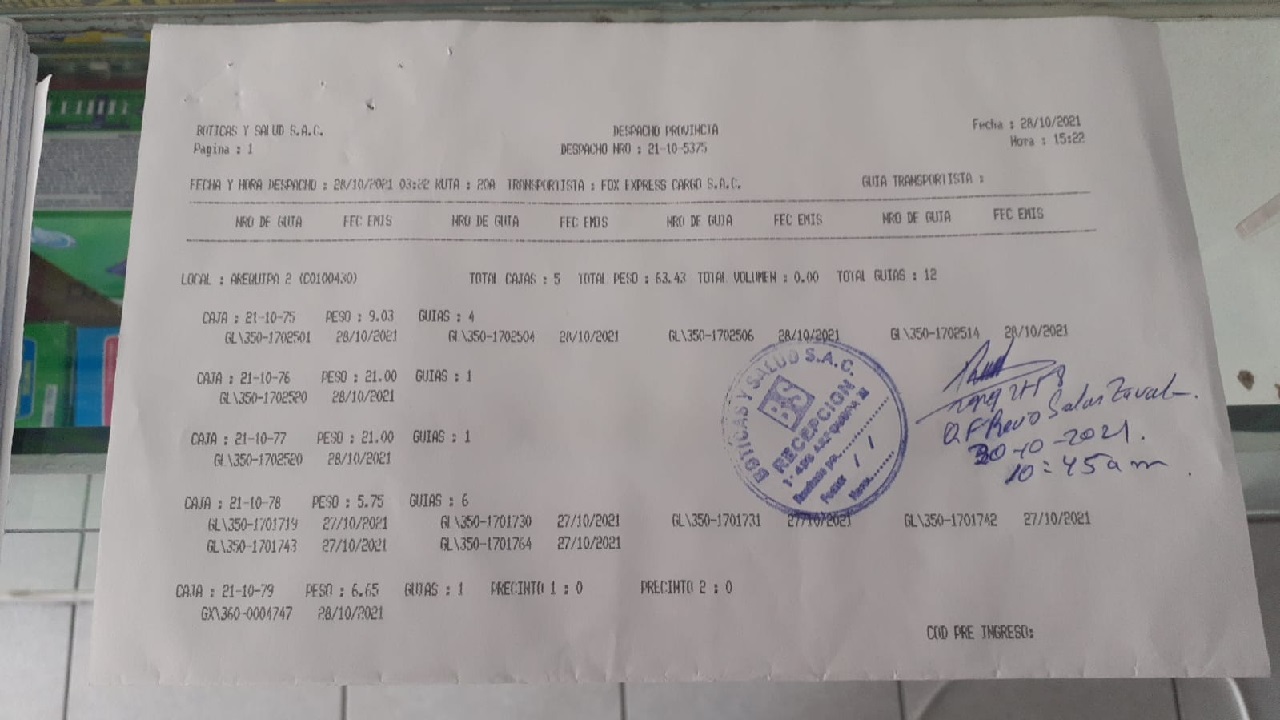 BOTICAS Y SALUD S.A.C. DESPACHO PROVINCIA Fecha : 28/10/2021
Pagina : 1 DESPACHO NRO : 21-10-5375 Hora : 15:22
FECHA Y HORA DESPACHO : 28/10/2021 03:22 RUTA : 20A TRANSPORTISTA : FOX EXPRESS CARGO S.A.C. GUIA TRANSPORTISTA :
NRO DE GUIA FEC EMIS NRO DE GUIA FEC EMIS NRO DE GUIA FEC EMIS NRO DE GUIA FEC EMIS
LOCAL : AREQUIPA 2 (C0100430) TOTAL CAJAS : 5 TOTAL PESO : 63.43 TOTAL VOLUMEN : 0.00 TOTAL GUIAS : 12
CAJA : 21-10-75 PESO : 9.03 GUIAS : 4
GL\350-1702501 28/10/2021 GL\350-1702504 28/10/2021 GL\350-1702506 28/10/2021 GL\350-1702514 28/10/2021
CAJA : 21-10-76 PESO : 21.00 GUIAS : 1
GL\350-1702520 28/10/2021
CAJA : 21-10-77 PESO : 21.00 GUIAS : 1
GL\350-1702520 28/10/2021
CAJA : 21-10-78 PESO : 5.75 GUIAS : 6
GL\350-1701719 27/10/2021 GL\350-1701730 27/10/2021 GL\350-1701731 27/10/2021 GL\350-1701742 27/10/2021
GL\350-1701743 27/10/2021 GL\350-1701764 27/10/2021
CAJA : 21-10-79 PESO : 6.65 GUIAS : 1 PRECINTO 1 : 0 PRECINTO 2 : 0
GX\360-0004747 28/10/2021
COD PRE INGRESO:
BOTICAS Y SALUD S.A.C.
BS
RECEPCION
Fecha: / /
Hora:
Q.F Salas Zavala
30-10-2021.
10:45am.